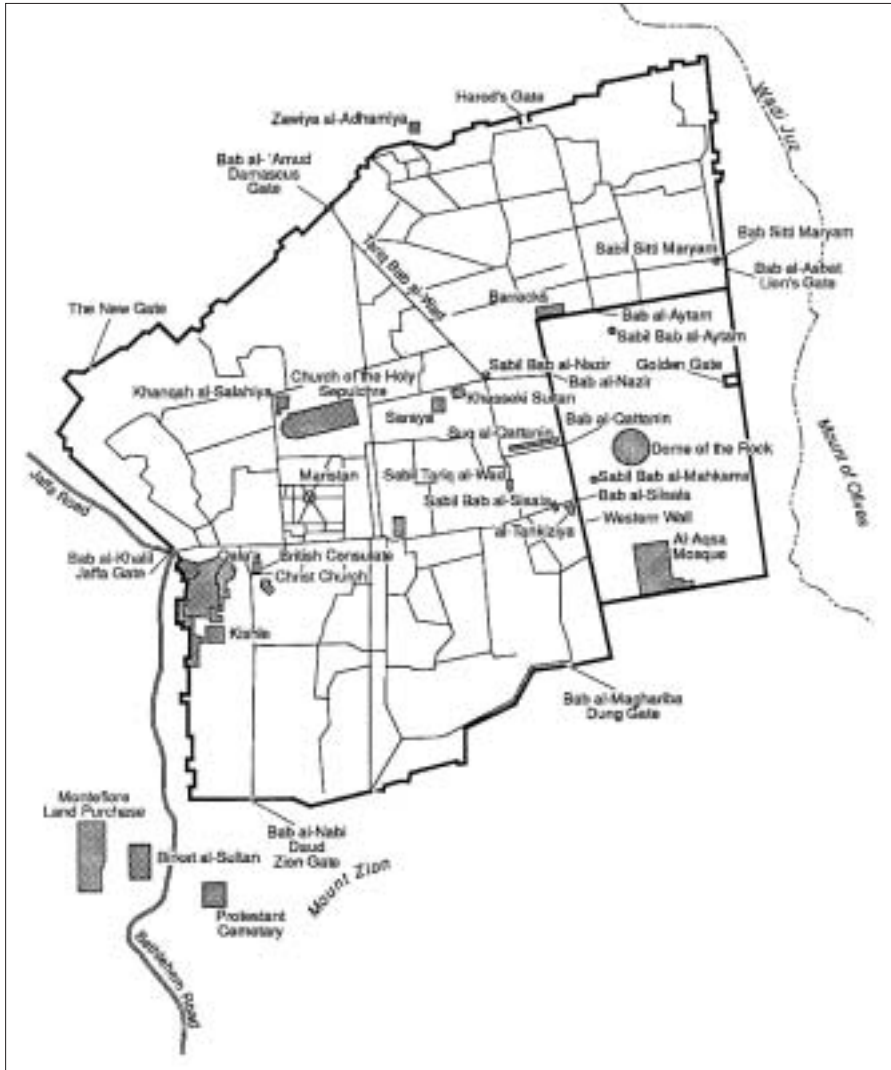 Herod's Gate
Zawiya al-Adhamiya
Wadi Juz
Bab al-'Amud
Damascus
Gate
Bab Sitti Maryam
Sabil Sitti Maryam
Tariq Bab al-Wad
Bab al-Asbat
Lion's Gate
Barracks
The New Gate
Bab al-Aytam
Sabil Bab al-Aytam
Sabil Bab al-Nazir
Golden Gate
Church of the Holy
Sepulchre
Bab al-Nazir
Khanqah al-Salahiya
Khasseki Sultan
Saraya
Bab al-Qattanin
Suq al-Qattanin
Dome of the Rock
Mount of Olives
Maristan
Sabil Tariq al-Wad
Sabil Bab al-Mahkama
Jaffa Road
Sabil Bab al-Silsila
Bab al-Silsila
al-Tankiziya
Western Wall
Al-Aqsa
Mosque
Bab al-Khalil
Jaffa Gate
Qal'a
British Consulate
Christ Church
Kishle
Bab al-Maghariba
Dung Gate
Montefiore
Land Purchase
Bab al-Nabi
Daud
Zion Gate
Birkat al-Sultan
Mount Zion
Protestant
Cemetery
Bethlehem Road